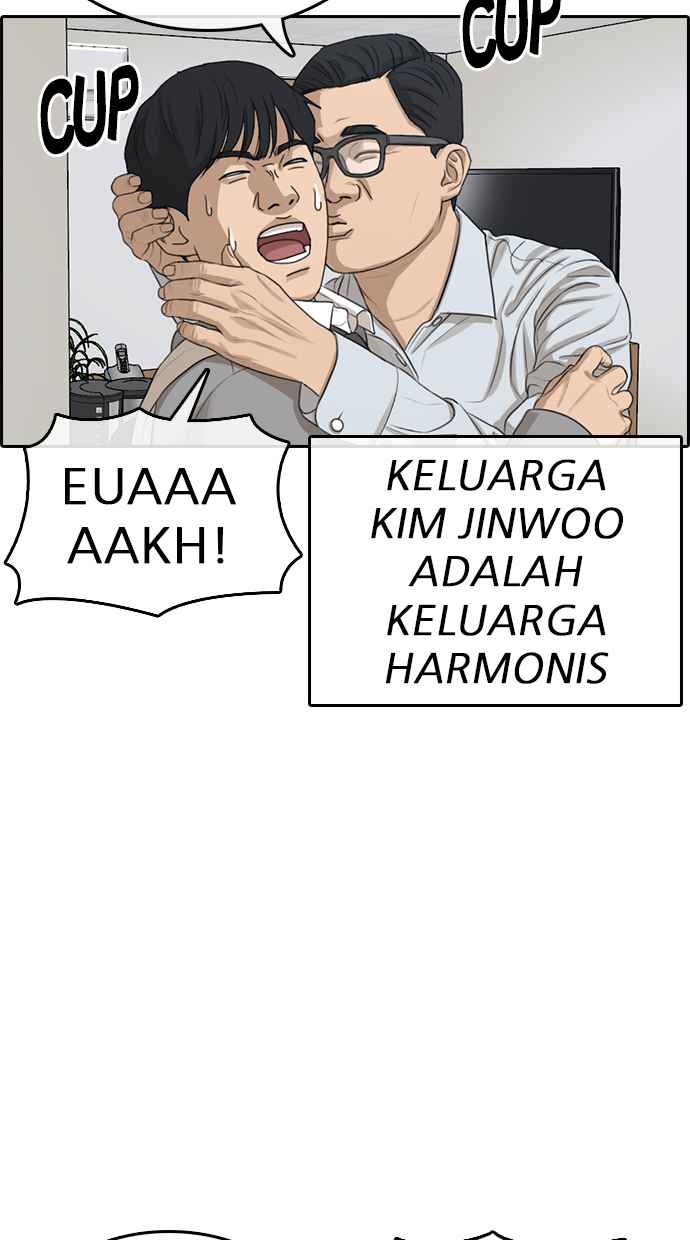 CUP
CUP
EUAAA
AAKH!
KELUARGA
KIM JINWOO
ADALAH
KELUARGA
HARMONIS